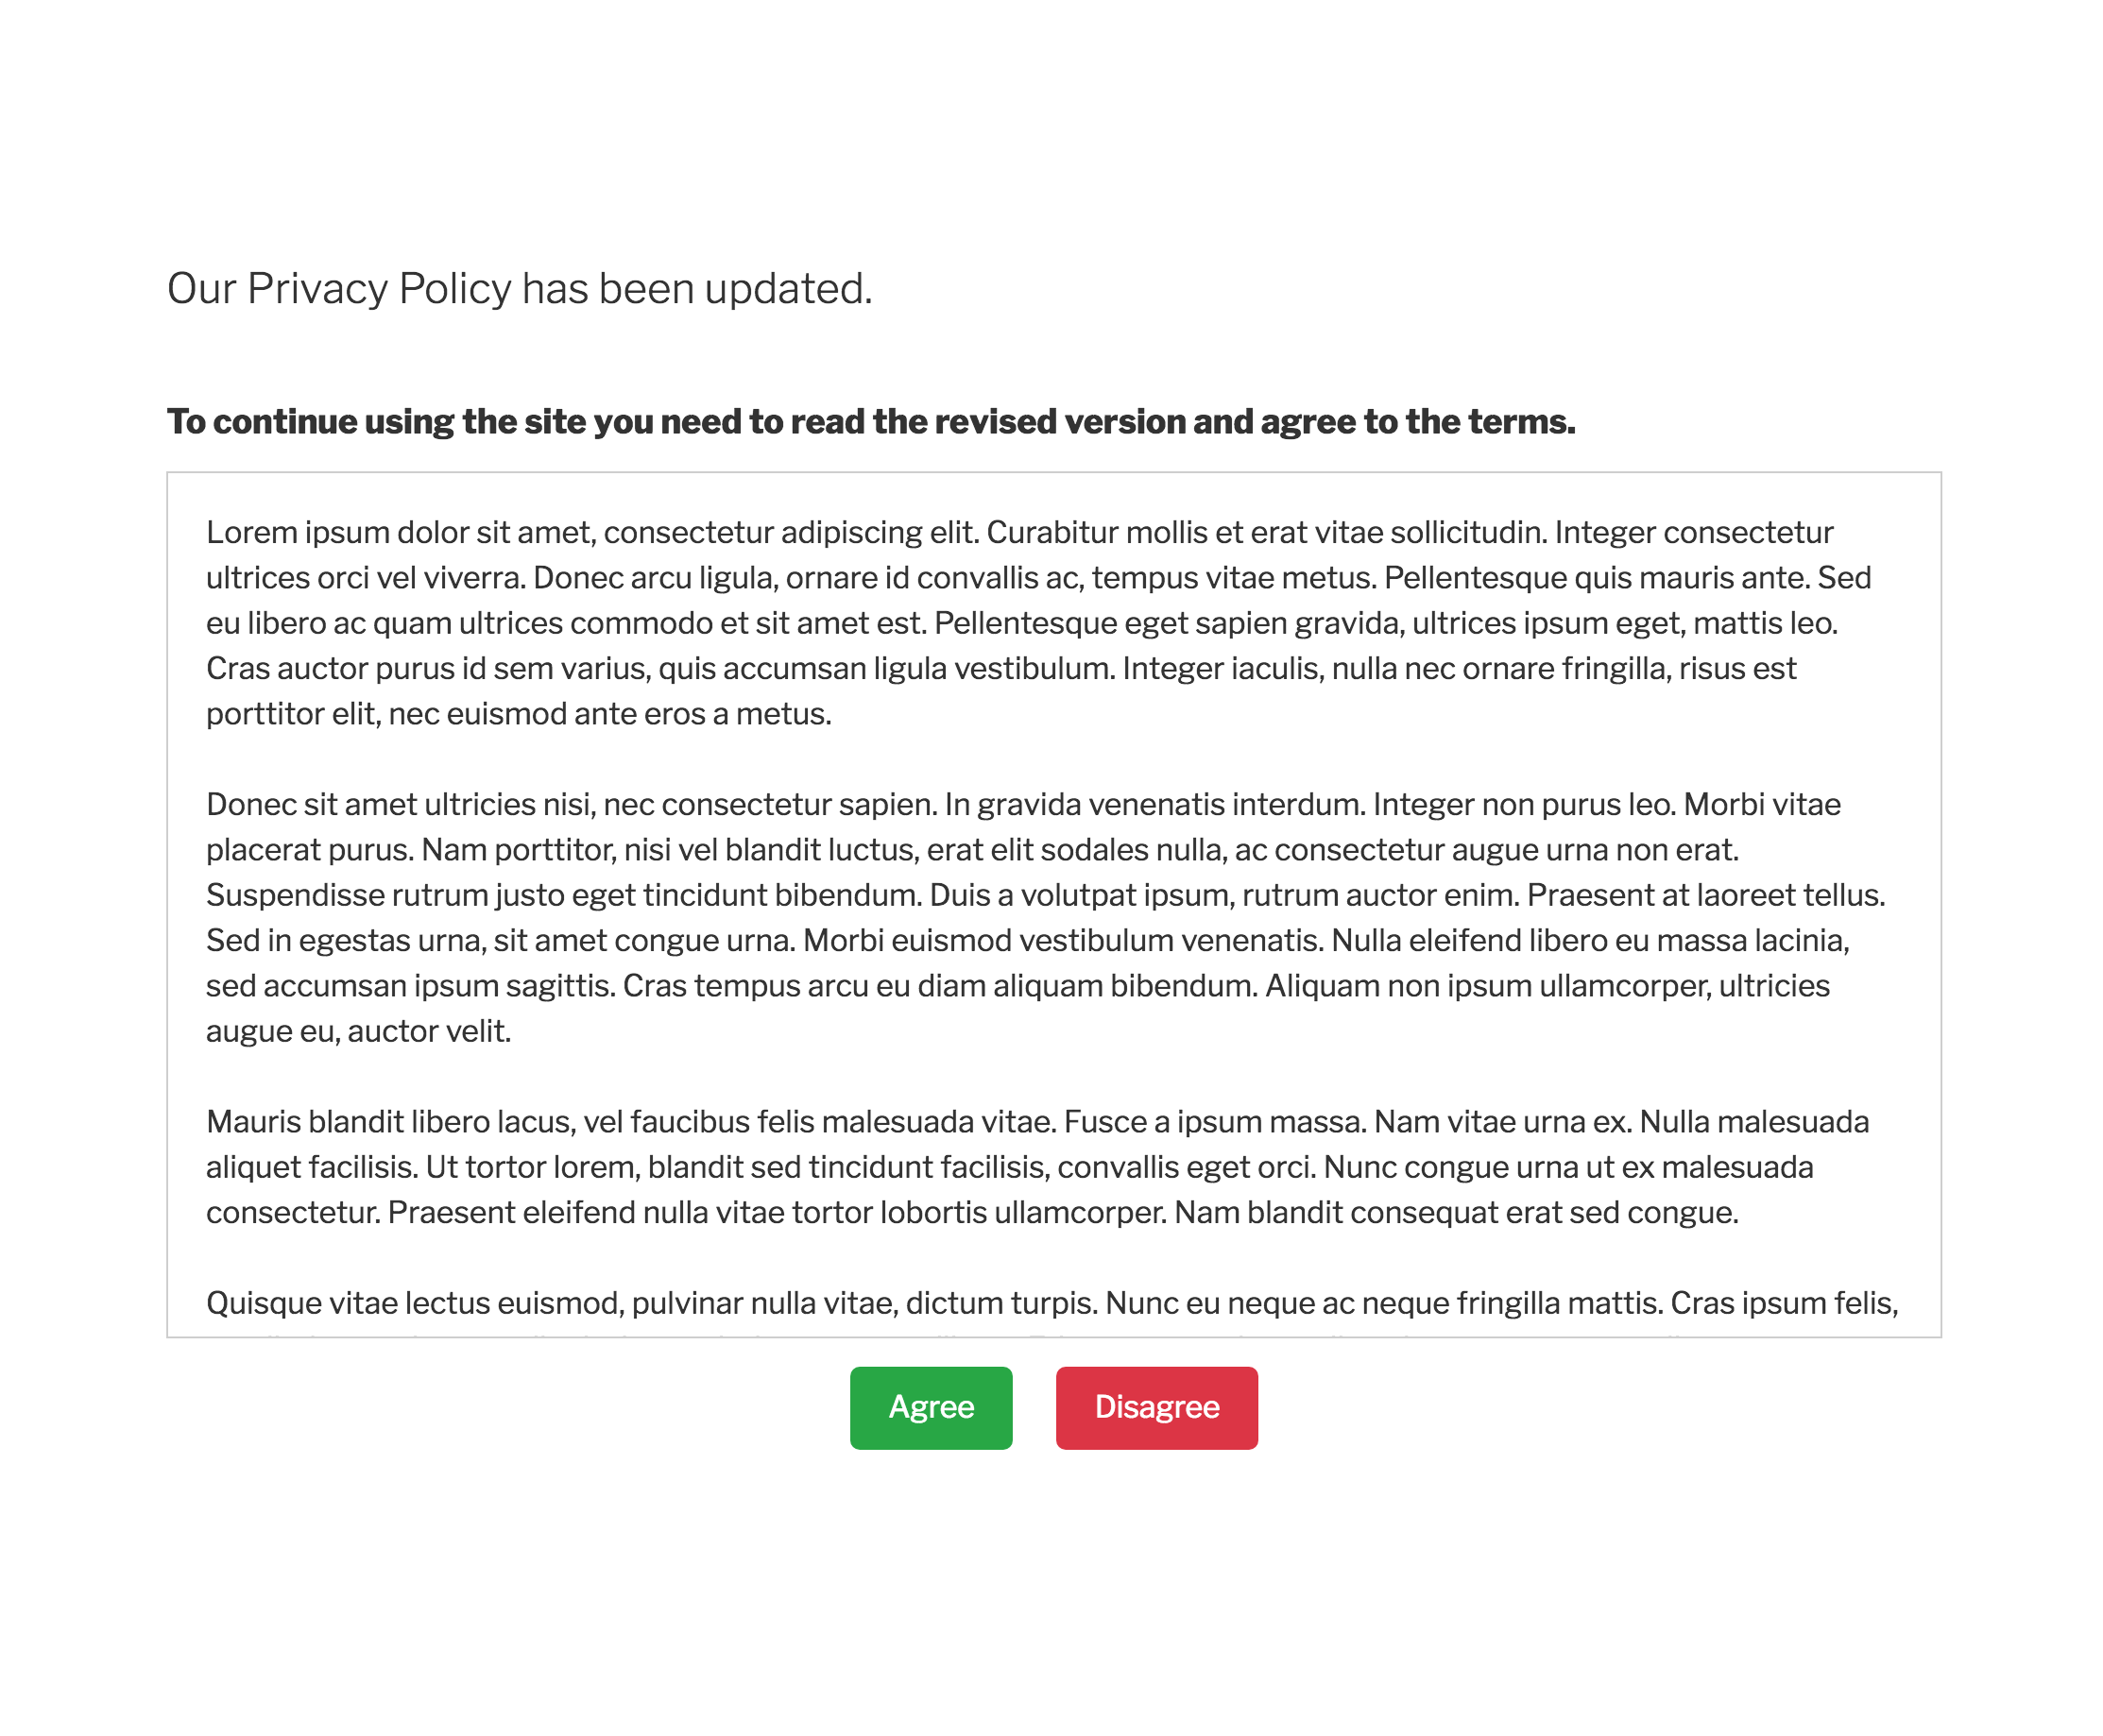 Our Privacy Policy has been updated.
To continue using the site you need to read the revised version and agree to the terms.
Lorem ipsum dolor sit amet, consectetur adipiscing elit. Curabitur mollis et erat vitae sollicitudin. Integer consectetur
ultrices orci vel viverra. Donec arcu ligula, ornare id convallis ac, tempus vitae metus. Pellentesque quis mauris ante. Sed
eu libero ac quam ultrices commodo et sit amet est. Pellentesque eget sapien gravida, ultrices ipsum eget, mattis leo.
Cras auctor purus id sem varius, quis accumsan ligula vestibulum. Integer iaculis, nulla nec ornare fringilla, risus est
porttitor elit, nec euismod ante eros a metus.
Donec sit amet ultricies nisi, nec consectetur sapien. In gravida venenatis interdum. Integer non purus leo. Morbi vitae
placerat purus. Nam porttitor, nisi vel blandit luctus, erat elit sodales nulla, ac consectetur augue urna non erat.
Suspendisse rutrum justo eget tincidunt bibendum. Duis a volutpat ipsum, rutrum auctor enim. Praesent at laoreet tellus.
Sed in egestas urna, sit amet congue urna. Morbi euismod vestibulum venenatis. Nulla eleifend libero eu massa lacinia,
sed accumsan ipsum sagittis. Cras tempus arcu eu diam aliquam bibendum. Aliquam non ipsum ullamcorper, ultricies
augue eu, auctor velit.
Mauris blandit libero lacus, vel faucibus felis malesuada vitae. Fusce a ipsum massa. Nam vitae urna ex. Nulla malesuada
aliquet facilisis. Ut tortor lorem, blandit sed tincidunt facilisis, convallis eget orci. Nunc congue urna ut ex malesuada
consectetur. Praesent eleifend nulla vitae tortor lobortis ullamcorper. Nam blandit consequat erat sed congue.
Quisque vitae lectus euismod, pulvinar nulla vitae, dictum turpis. Nunc eu neque ac neque fringilla mattis. Cras ipsum felis,
Agree
Disagree